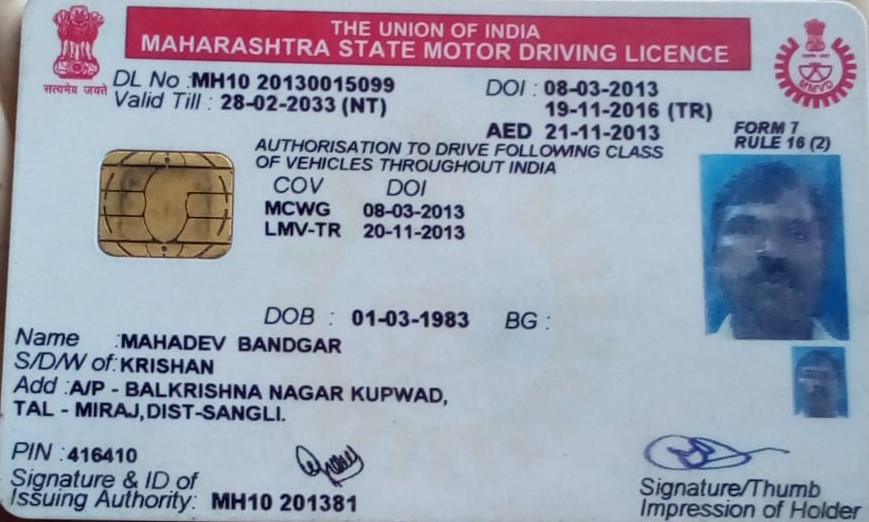 THE UNION OF INDIA
MAHARASHTRA STATE MOTOR DRIVING LICENCE
सत्यमेव जयते
DL No : MH10 20130015099 DOI : 08-03-2013
Valid Till : 28-02-2033 (NT) 19-11-2016 (TR)
AED 21-11-2013
FORM 7
RULE 16 (2)
AUTHORISATION TO DRIVE FOLLOWING CLASS
OF VEHICLES THROUGHOUT INDIA
COV DOI
MCWG 08-03-2013
LMV-TR 20-11-2013
DOB : 01-03-1983 BG :
Name : MAHADEV BANDGAR
S/D/W of : KRISHAN
Add : A/P - BALKRISHNA NAGAR KUPWAD,
TAL - MIRAJ,DIST-SANGLI.
PIN : 416410
Signature & ID of
Issuing Authority: MH10 201381
Signature/Thumb
Impression of Holder
MMVD